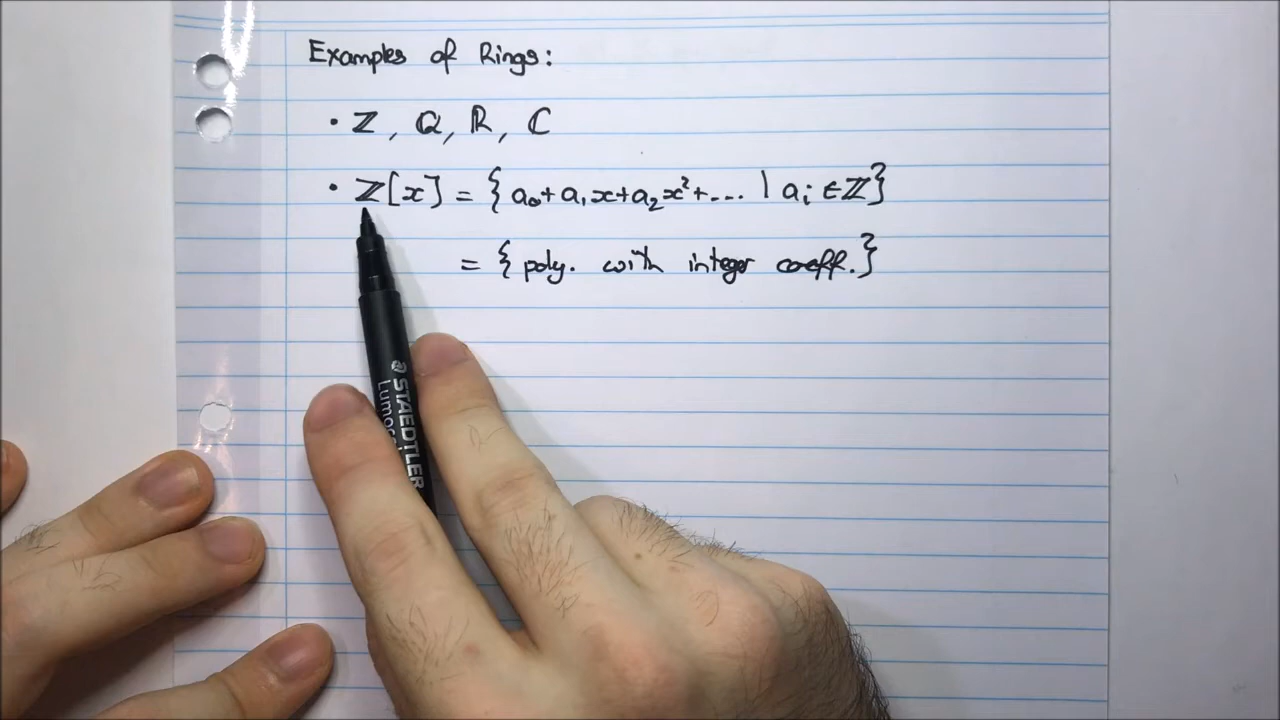 Examples of Rings:
• ℤ, ℚ, ℝ, ℂ
• ℤ[x] = {a₀+a₁x+a₂x²+... | aᵢ ∈ ℤ}
= {poly. with integer coeff.}
STAEDTLER